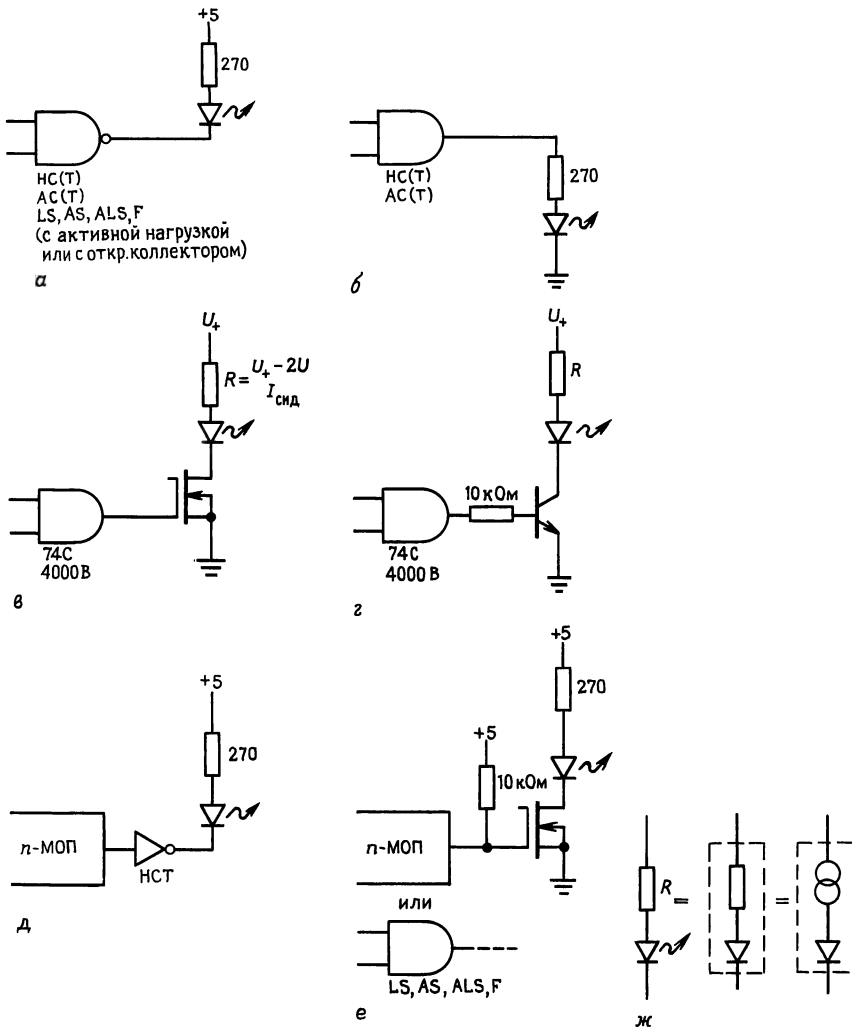 +5
270
НС(Т)
АС(Т)
LS, AS, ALS, F
(с активной нагрузкой
или с откр. коллектором)
а
НС(Т)
АС(Т)
270
б
U₊
R = U₊ − 2U
Iсид
74С
4000В
в
U₊
R
10 кОм
74С
4000В
г
+5
270
п-МОП
НСТ
д
+5
270
+5
10 кОм
п-МОП
или
LS, AS, ALS, F
е
R
=
=
ж